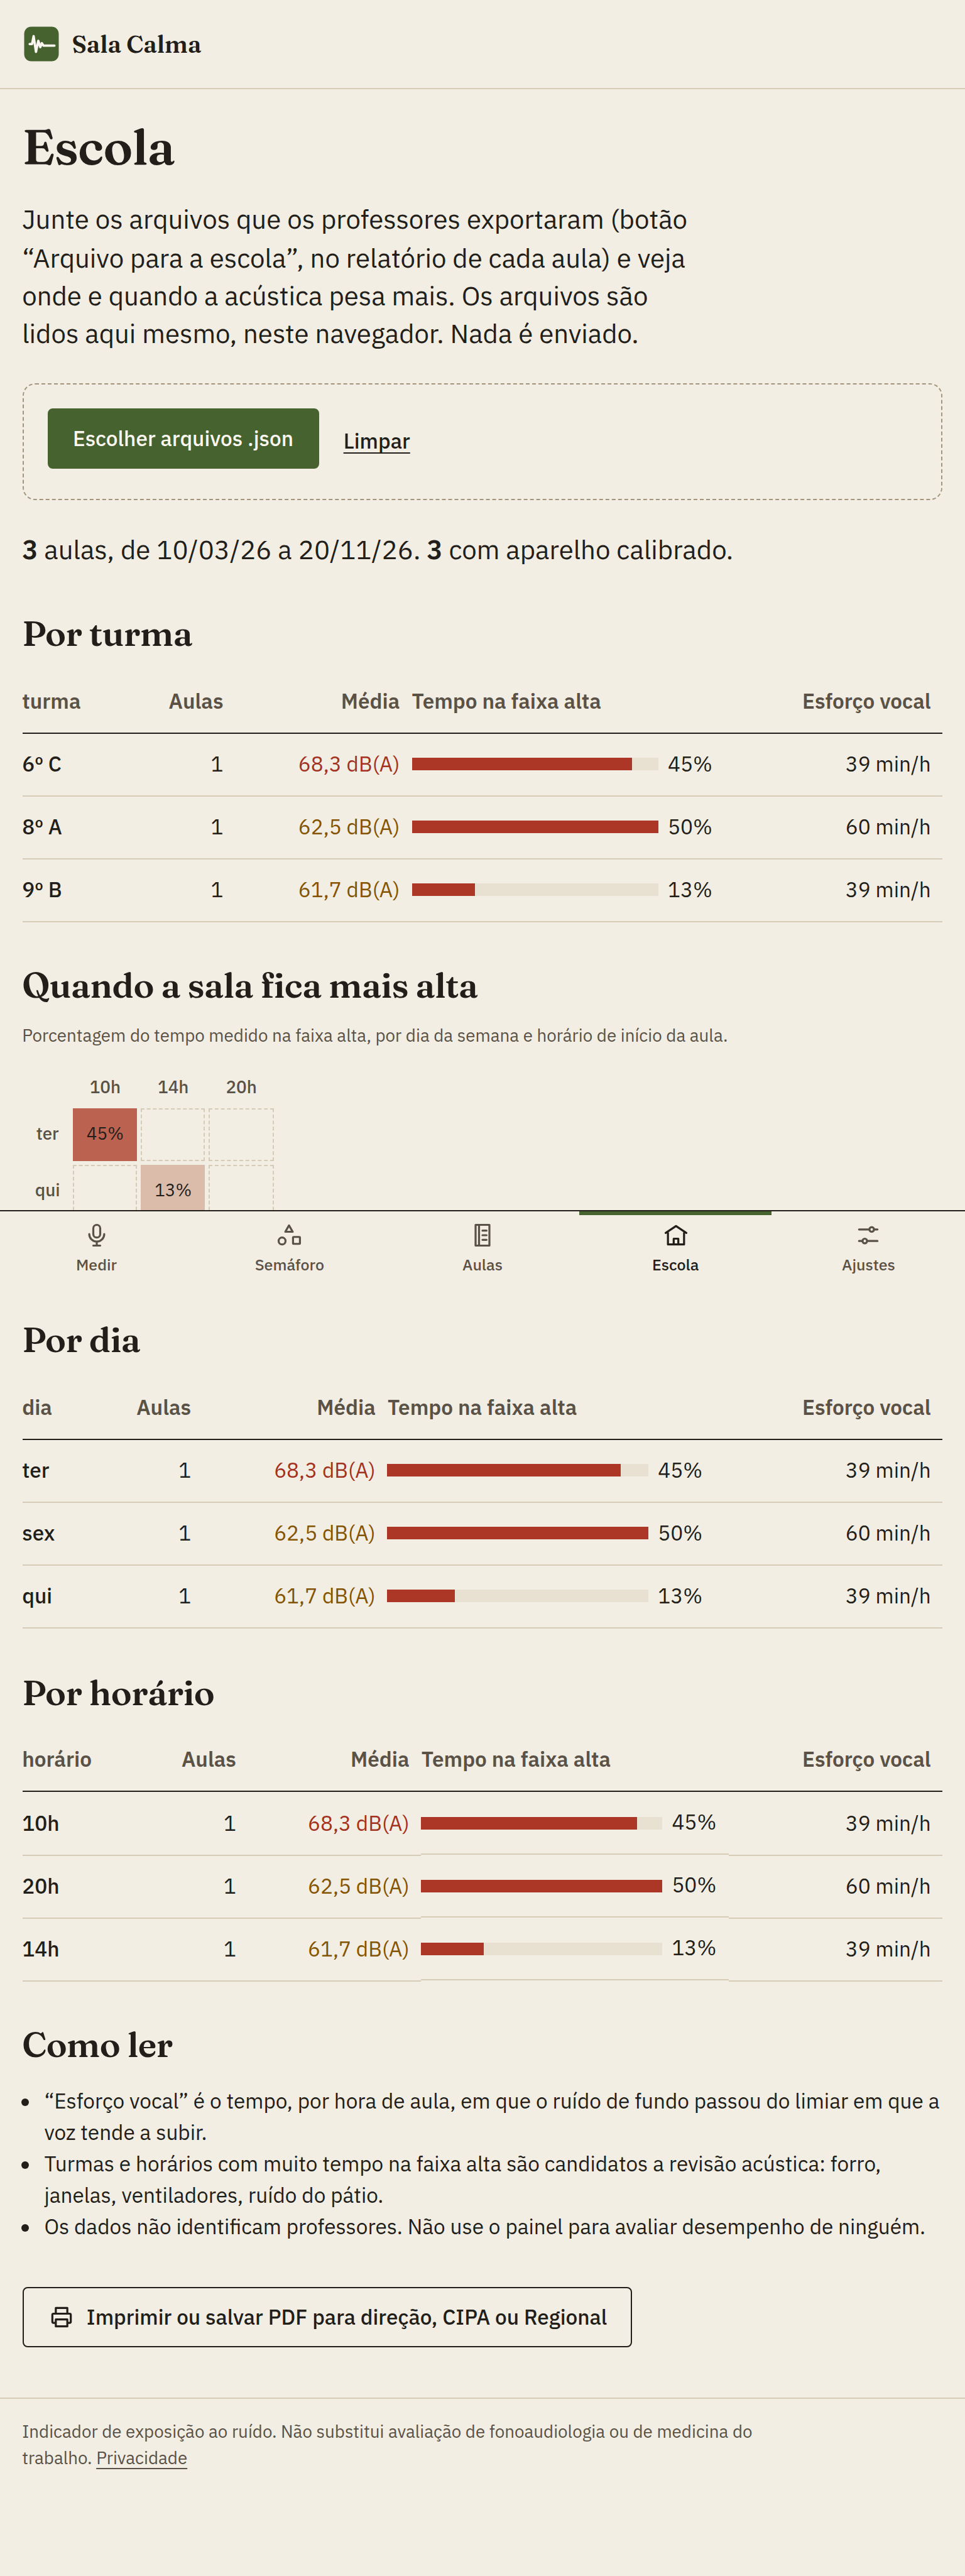 Sala Calma
Escola
Junte os arquivos que os professores exportaram (botão
“Arquivo para a escola”, no relatório de cada aula) e veja
onde e quando a acústica pesa mais. Os arquivos são
lidos aqui mesmo, neste navegador. Nada é enviado.
Escolher arquivos .json Limpar
3 aulas, de 10/03/26 a 20/11/26. 3 com aparelho calibrado.
Por turma
turma Aulas Média Tempo na faixa alta Esforço vocal
6º C 1 68,3 dB(A) 45% 39 min/h
8º A 1 62,5 dB(A) 50% 60 min/h
9º B 1 61,7 dB(A) 13% 39 min/h
Quando a sala fica mais alta
Porcentagem do tempo medido na faixa alta, por dia da semana e horário de início da aula.
10h 14h 20h
ter 45%
qui 13%
Medir Semáforo Aulas Escola Ajustes
Por dia
dia Aulas Média Tempo na faixa alta Esforço vocal
ter 1 68,3 dB(A) 45% 39 min/h
sex 1 62,5 dB(A) 50% 60 min/h
qui 1 61,7 dB(A) 13% 39 min/h
Por horário
horário Aulas Média Tempo na faixa alta Esforço vocal
10h 1 68,3 dB(A) 45% 39 min/h
20h 1 62,5 dB(A) 50% 60 min/h
14h 1 61,7 dB(A) 13% 39 min/h
Como ler
• “Esforço vocal” é o tempo, por hora de aula, em que o ruído de fundo passou do limiar em que a
voz tende a subir.
• Turmas e horários com muito tempo na faixa alta são candidatos a revisão acústica: forro,
janelas, ventiladores, ruído do pátio.
• Os dados não identificam professores. Não use o painel para avaliar desempenho de ninguém.
Imprimir ou salvar PDF para direção, CIPA ou Regional
Indicador de exposição ao ruído. Não substitui avaliação de fonoaudiologia ou de medicina do
trabalho. Privacidade